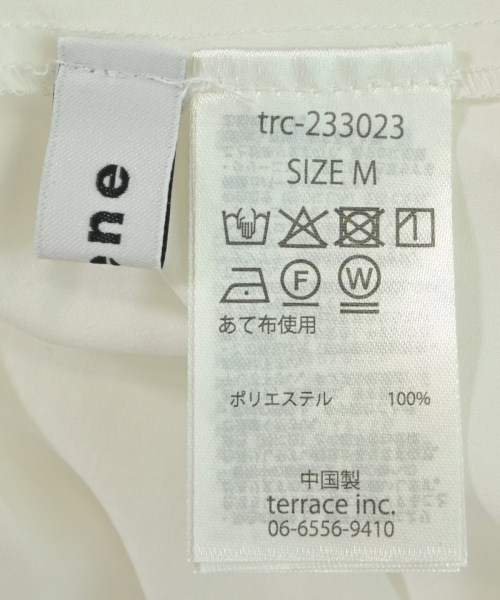 ene
trc-233023
SIZE M
F W
あて布使用
ポリエステル 100%
中国製
terrace inc.
06-6556-9410